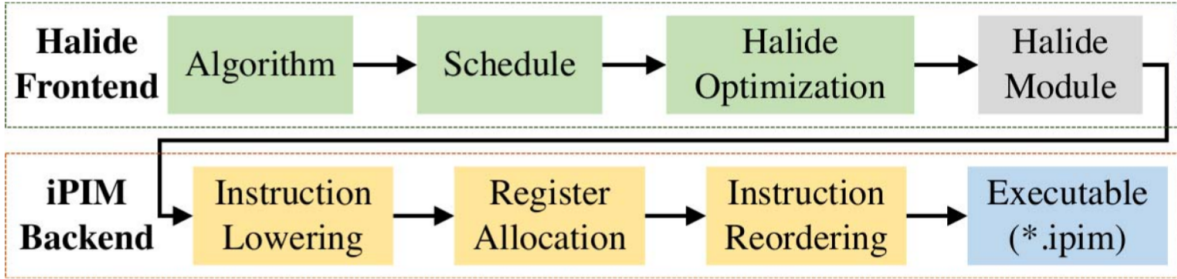 Halide
Frontend
Algorithm
Schedule
Halide
Optimization
Halide
Module
iPIM
Backend
Instruction
Lowering
Register
Allocation
Instruction
Reordering
Executable
(*.ipim)